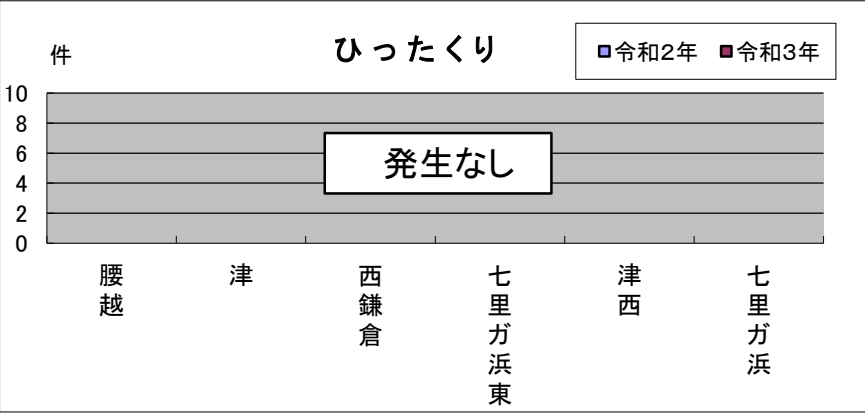 件
ひったくり
令和2年 令和3年
10
8
6
4
2
0
発生なし
腰越
津
西鎌倉
七里ガ浜東
津西
七里ガ浜